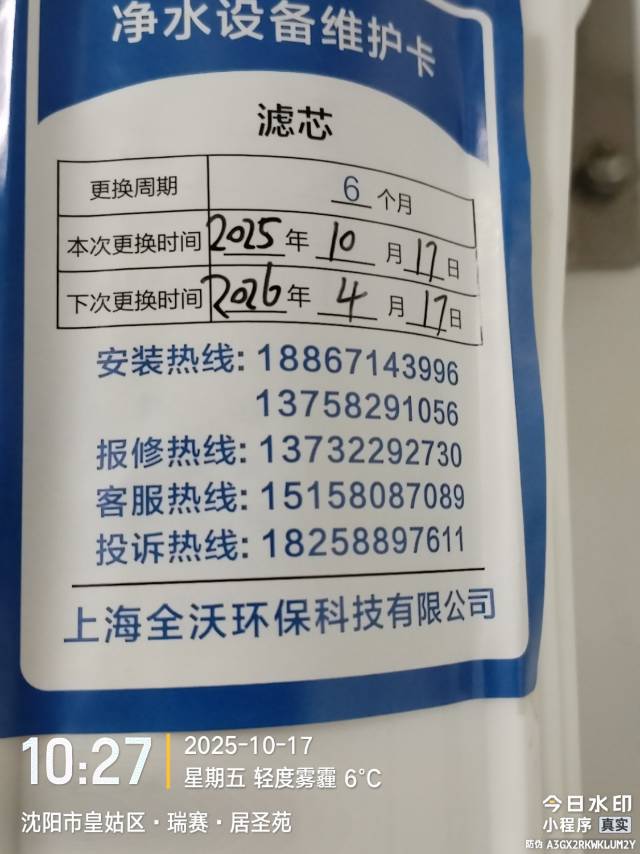 净水设备维护卡
滤芯
更换周期 6 个月
本次更换时间 2025 年 10 月 17 日
下次更换时间 2026 年 4 月 17 日
安装热线: 18867143996
13758291056
报修热线: 13732292730
客服热线: 15158087089
投诉热线: 18258897611
上海全沃环保科技有限公司
10:27 2025-10-17
星期五 轻度雾霾 6°C
沈阳市皇姑区·瑞赛·居圣苑
今日水印
小程序 真实
防伪 A3GX2RKWKLUM2Y